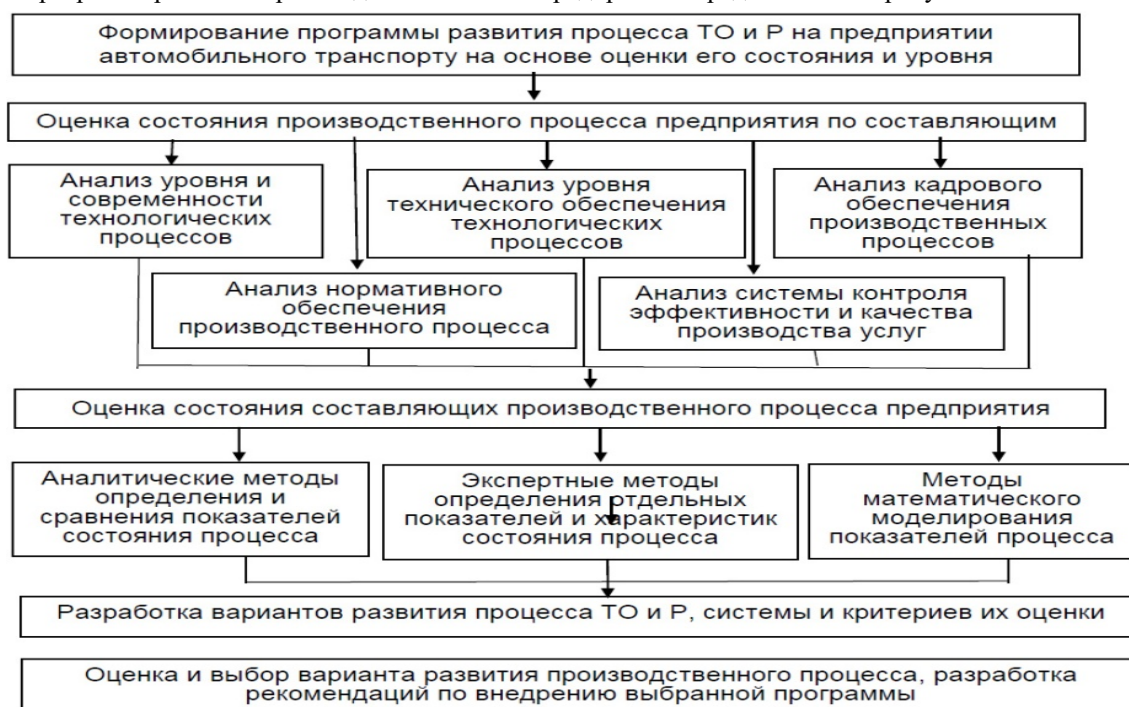 Формирование программы развития процесса ТО и Р на предприятии
автомобильного транспорту на основе оценки его состояния и уровня
Оценка состояния производственного процесса предприятия по составляющим
Анализ уровня и
современности
технологических
процессов
Анализ уровня
технического обеспечения
технологических
процессов
Анализ кадрового
обеспечения
производственных
процессов
Анализ нормативного
обеспечения
производственного процесса
Анализ системы контроля
эффективности и качества
производства услуг
Оценка состояния составляющих производственного процесса предприятия
Аналитические методы
определения и
сравнения показателей
состояния процесса
Экспертные методы
определения отдельных
показателей и характеристик
состояния процесса
Методы
математического
моделирования
показателей процесса
Разработка вариантов развития процесса ТО и Р, системы и критериев их оценки
Оценка и выбор варианта развития производственного процесса, разработка
рекомендаций по внедрению выбранной программы